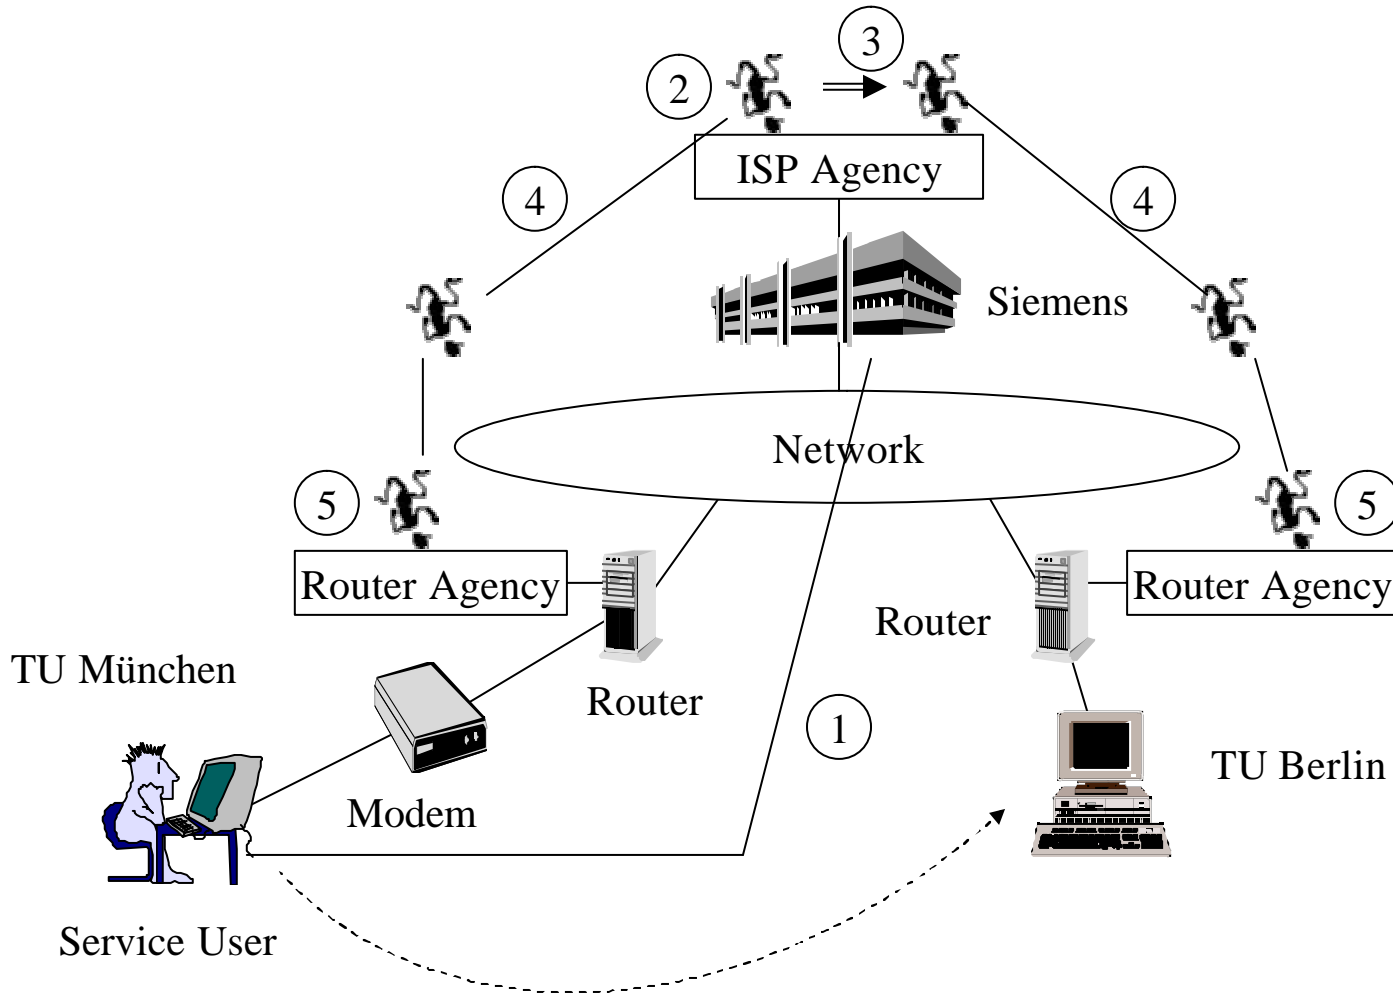 3
2
ISP Agency
4
4
Siemens
Network
5
5
Router Agency
Router Agency
Router
TU München
Router
1
TU Berlin
Modem
Service User